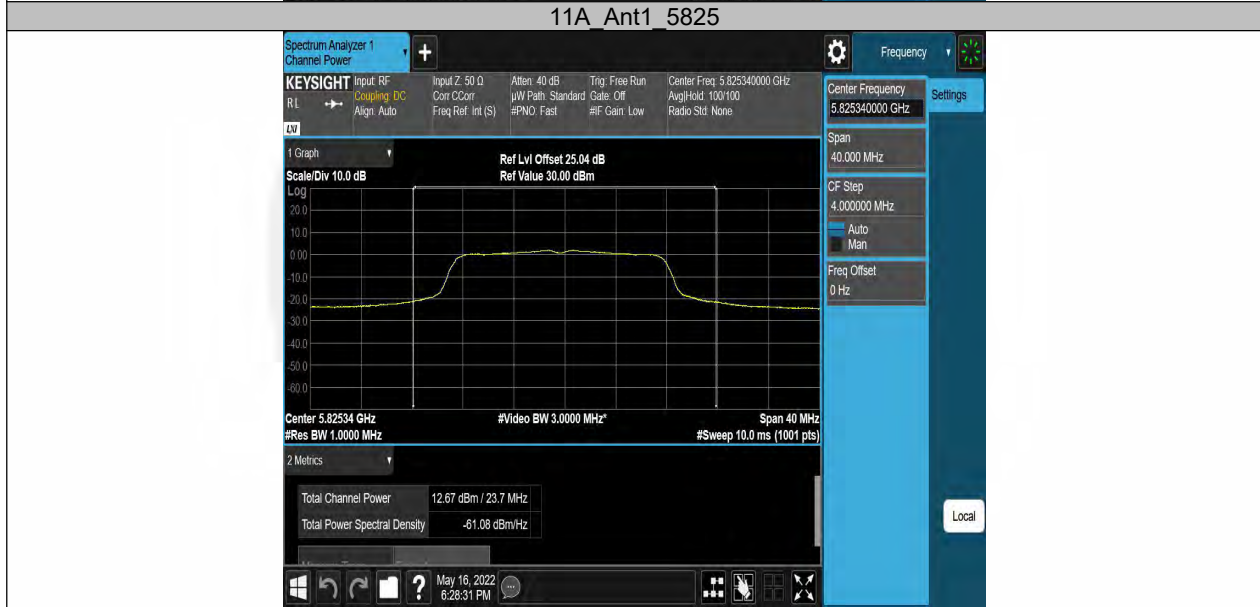 11A_Ant1_5825
Spectrum Analyzer 1
Channel Power
+
Frequency
KEYSIGHT
Input: RF
Coupling: DC
Align: Auto
Input Z: 50 Ω
Corr CCorr
Freq Ref: Int (S)
Atten: 40 dB
µW Path: Standard
#PNO: Fast
Trig: Free Run
Gate: Off
#IF Gain: Low
Center Freq: 5.825340000 GHz
Avg|Hold: 100/100
Radio Std: None
RL
LXI
Center Frequency
5.825340000 GHz
Settings
Span
40.000 MHz
CF Step
4.000000 MHz
Auto
Man
Freq Offset
0 Hz
Local
1 Graph
Scale/Div 10.0 dB
Ref Lvl Offset 25.04 dB
Ref Value 30.00 dBm
Log
20.0
10.0
0.00
-10.0
-20.0
-30.0
-40.0
-50.0
-60.0
Center 5.82534 GHz
#Video BW 3.0000 MHz*
Span 40 MHz
#Res BW 1.0000 MHz
#Sweep 10.0 ms (1001 pts)
2 Metrics
Total Channel Power 12.67 dBm / 23.7 MHz
Total Power Spectral Density -61.08 dBm/Hz
?
May 16, 2022
6:28:31 PM